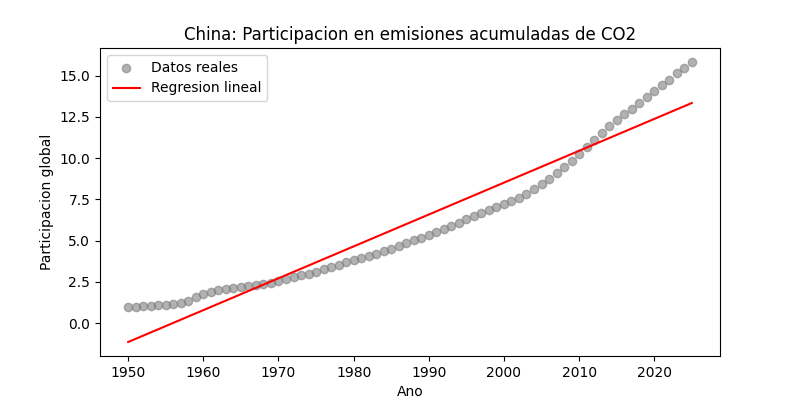 China: Participacion en emisiones acumuladas de CO2
Datos reales
Regresion lineal
Participacion global
15.0
12.5
10.0
7.5
5.0
2.5
0.0
1950 1960 1970 1980 1990 2000 2010 2020
Ano